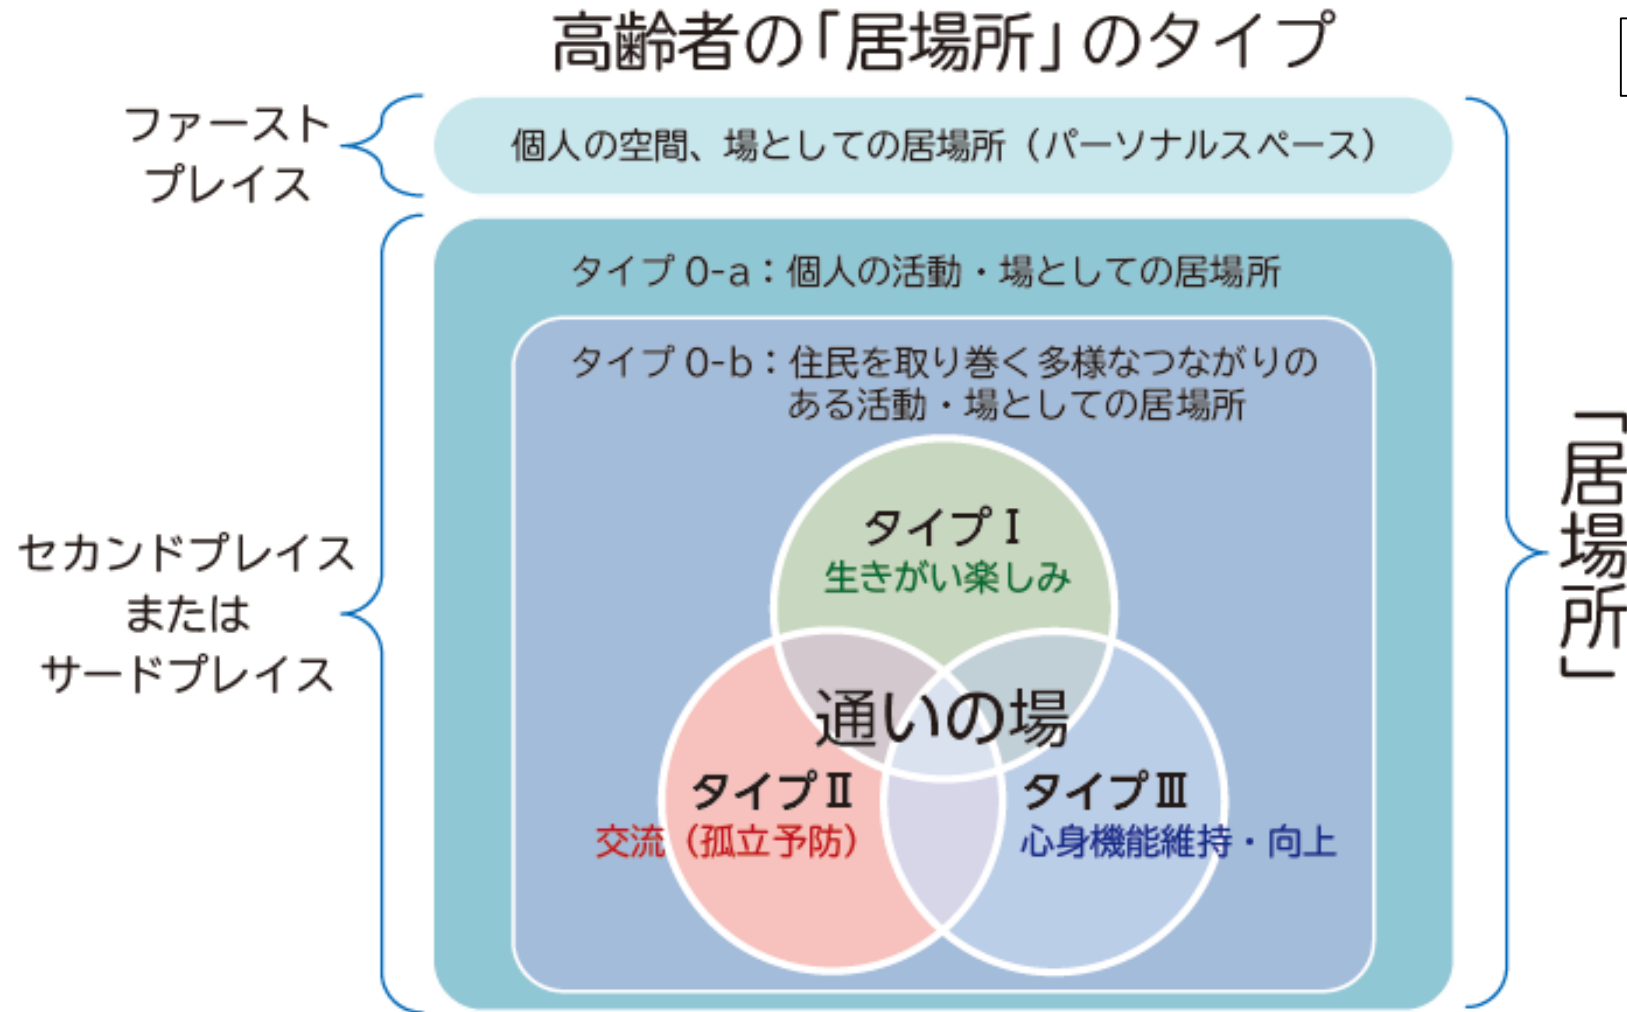 高齢者の「居場所」のタイプ
ファースト
プレイス
個人の空間、場としての居場所（パーソナルスペース）
タイプ 0-a：個人の活動・場としての居場所
タイプ 0-b：住民を取り巻く多様なつながりの
ある活動・場としての居場所
セカンドプレイス
または
サードプレイス
タイプⅠ
生きがい楽しみ
通いの場
タイプⅡ
交流（孤立予防）
タイプⅢ
心身機能維持・向上
「居場所」